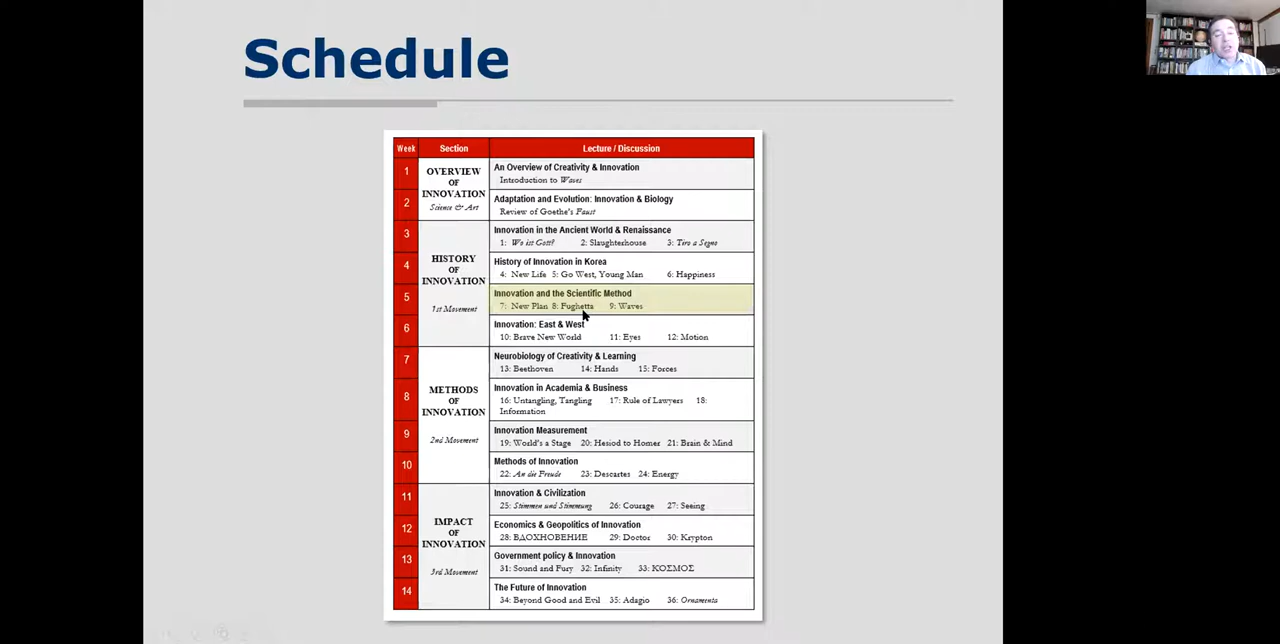 Schedule
Week Section Lecture / Discussion
1 OVERVIEW OF INNOVATION Science & Art An Overview of Creativity & Innovation
Introduction to Waves
2 Adaptation and Evolution: Innovation & Biology
Review of Goethe's Faust
3 HISTORY OF INNOVATION 1st Movement Innovation in the Ancient World & Renaissance
1: Wo ist Gott? 2: Slaughterhouse 3: Tiro a Segno
4 History of Innovation in Korea
4: New Life 5: Go West, Young Man 6: Happiness
5 Innovation and the Scientific Method
7: New Plan 8: Fughetta 9: Waves
6 Innovation: East & West
10: Brave New World 11: Eyes 12: Motion
7 METHODS OF INNOVATION 2nd Movement Neurobiology of Creativity & Learning
13: Beethoven 14: Hands 15: Forces
8 Innovation in Academia & Business
16: Untangling, Tangling 17: Rule of Lawyers 18:
Information
9 Innovation Measurement
19: World's a Stage 20: Hesiod to Homer 21: Brain & Mind
10 Methods of Innovation
22: An die Freude 23: Descartes 24: Energy
11 IMPACT OF INNOVATION 3rd Movement Innovation & Civilization
25: Stimmen und Stimmung 26: Courage 27: Seeing
12 Economics & Geopolitics of Innovation
28: ВДОХНОВЕНИЕ 29: Doctor 30: Krypton
13 Government policy & Innovation
31: Sound and Fury 32: Infinity 33: ΚΟΣΜΟΣ
14 The Future of Innovation
34: Beyond Good and Evil 35: Adagio 36: Ornaments